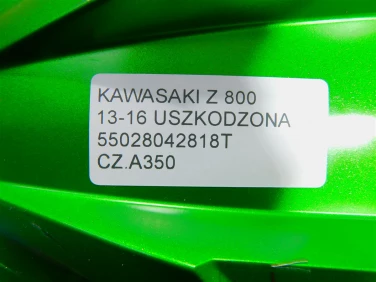 KAWASAKI Z 800
13-16 USZKODZONA
55028042818T
CZ.A350